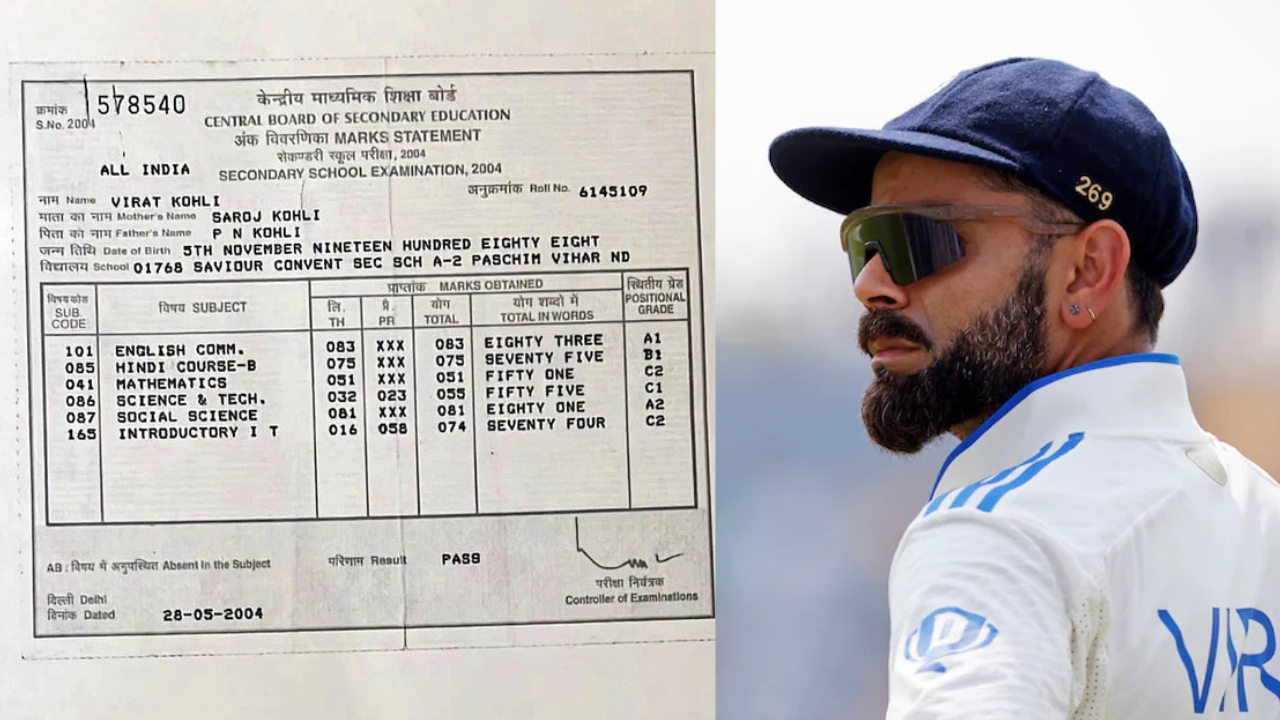 क्रमांक 578540
S.No. 2004
केन्द्रीय माध्यमिक शिक्षा बोर्ड
CENTRAL BOARD OF SECONDARY EDUCATION
अंक विवरणिका MARKS STATEMENT
सेकण्डरी स्कूल परीक्षा, 2004
ALL INDIA SECONDARY SCHOOL EXAMINATION, 2004
अनुक्रमांक Roll No. 6145109
नाम Name VIRAT KOHLI
माता का नाम Mother's Name SAROJ KOHLI
पिता का नाम Father's Name P N KOHLI
जन्म तिथि Date of Birth 5TH NOVEMBER NINETEEN HUNDRED EIGHTY EIGHT
विद्यालय School 01768 SAVIOUR CONVENT SEC SCH A-2 PASCHIM VIHAR ND
विषय कोड SUB. CODE
विषय SUBJECT
प्राप्तांक MARKS OBTAINED
लि. TH
प्रे. PR
योग TOTAL
योग शब्दो में TOTAL IN WORDS
स्थितीय ग्रेड POSITIONAL GRADE
101 ENGLISH COMM. 083 XXX 083 EIGHTY THREE A1
085 HINDI COURSE-B 075 XXX 075 SEVENTY FIVE B1
041 MATHEMATICS 051 XXX 051 FIFTY ONE C2
086 SCIENCE & TECH. 032 023 055 FIFTY FIVE C1
087 SOCIAL SCIENCE 081 XXX 081 EIGHTY ONE A2
165 INTRODUCTORY I T 016 058 074 SEVENTY FOUR C2
AB : विषय में अनुपस्थित Absent in the Subject
परिणाम Result PASS
परीक्षा नियंत्रक
Controller of Examinations
दिल्ली Delhi
दिनांक Dated 28-05-2004
269
VIR